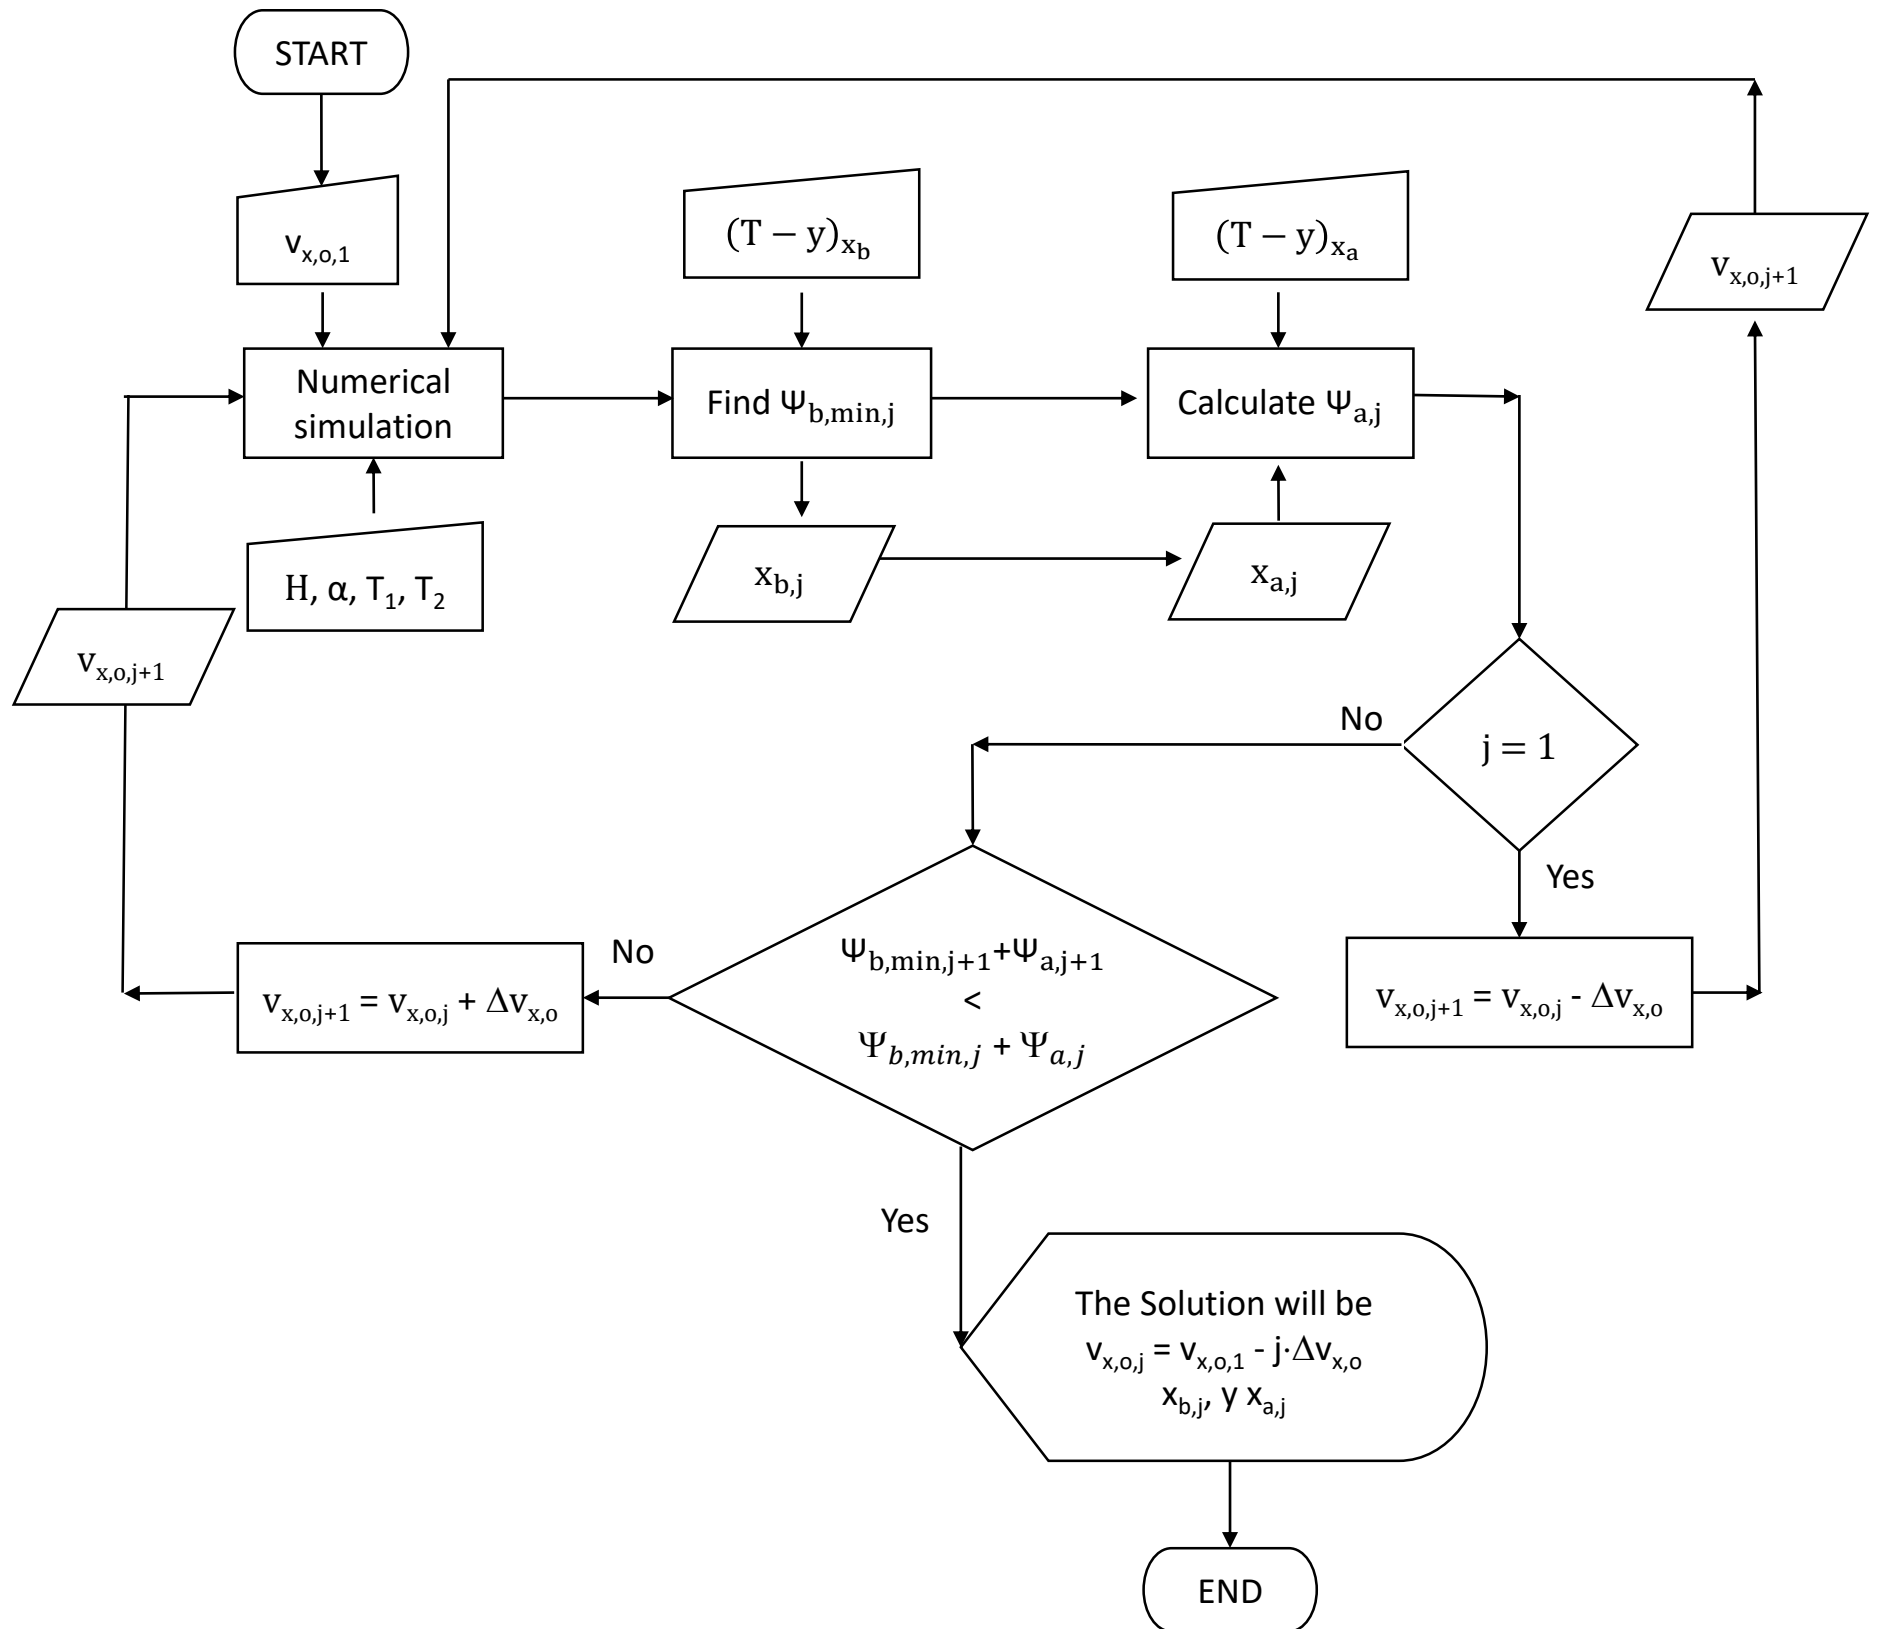 START
v_{x,o,1}
(T − y)_{x_b}
(T − y)_{x_a}
v_{x,o,j+1}
Numerical
simulation
Find Ψ_{b,min,j}
Calculate Ψ_{a,j}
H, α, T_1, T_2
x_{b,j}
x_{a,j}
v_{x,o,j+1}
No
j = 1
Yes
No
Ψ_{b,min,j+1}+Ψ_{a,j+1}
<
Ψ_{b,min,j} + Ψ_{a,j}
v_{x,o,j+1} = v_{x,o,j} + Δv_{x,o}
v_{x,o,j+1} = v_{x,o,j} - Δv_{x,o}
Yes
The Solution will be
v_{x,o,j} = v_{x,o,1} - j·Δv_{x,o}
x_{b,j}, y x_{a,j}
END